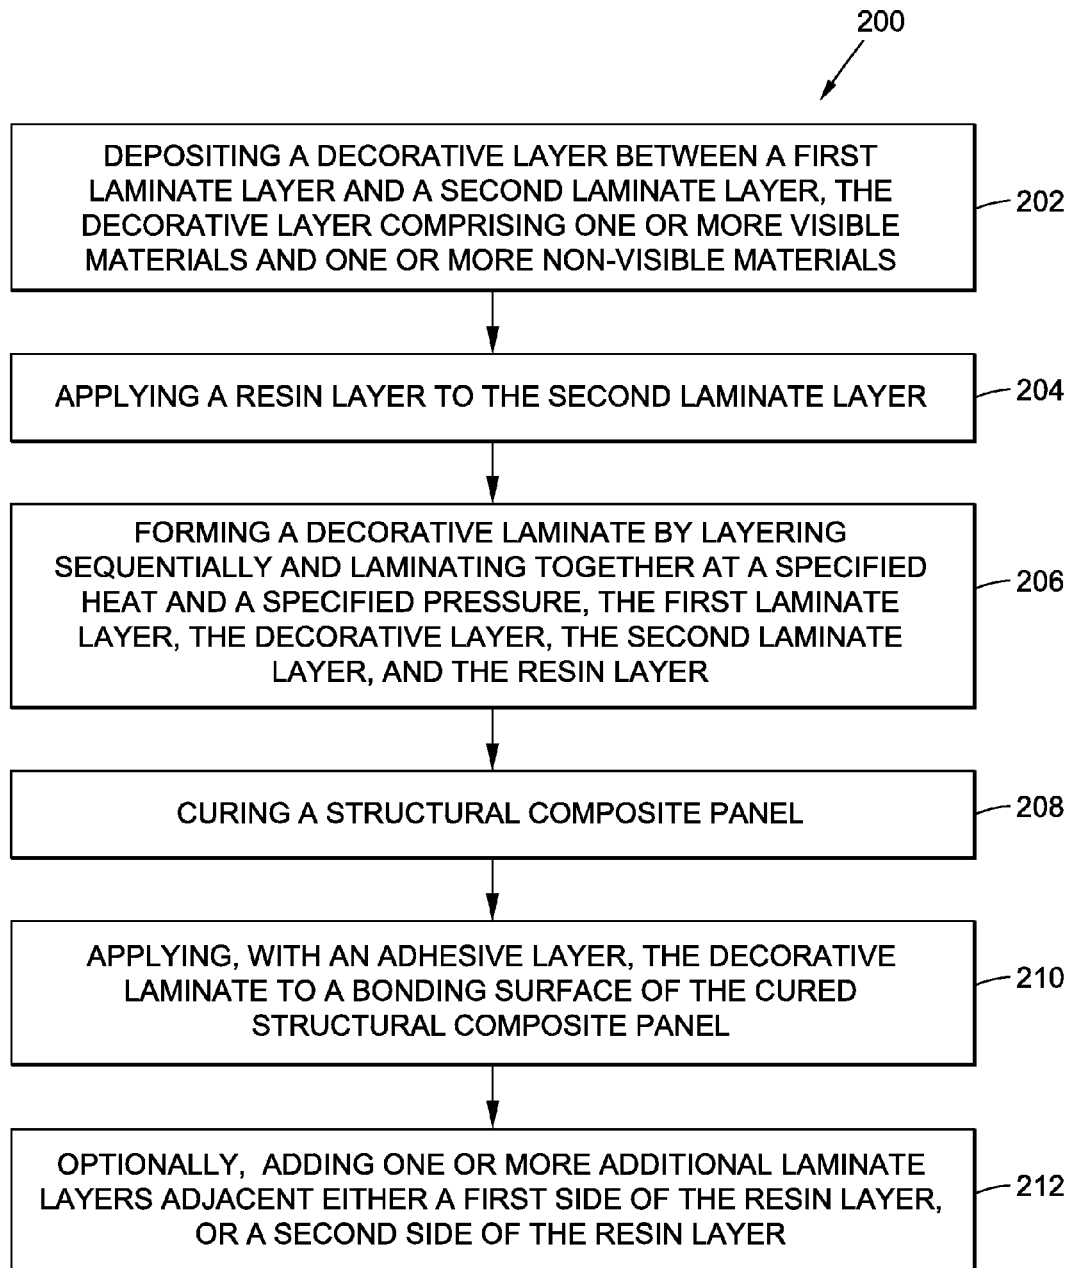 200
DEPOSITING A DECORATIVE LAYER BETWEEN A FIRST
LAMINATE LAYER AND A SECOND LAMINATE LAYER, THE
DECORATIVE LAYER COMPRISING ONE OR MORE VISIBLE
MATERIALS AND ONE OR MORE NON-VISIBLE MATERIALS
202
APPLYING A RESIN LAYER TO THE SECOND LAMINATE LAYER
204
FORMING A DECORATIVE LAMINATE BY LAYERING
SEQUENTIALLY AND LAMINATING TOGETHER AT A SPECIFIED
HEAT AND A SPECIFIED PRESSURE, THE FIRST LAMINATE
LAYER, THE DECORATIVE LAYER, THE SECOND LAMINATE
LAYER, AND THE RESIN LAYER
206
CURING A STRUCTURAL COMPOSITE PANEL
208
APPLYING, WITH AN ADHESIVE LAYER, THE DECORATIVE
LAMINATE TO A BONDING SURFACE OF THE CURED
STRUCTURAL COMPOSITE PANEL
210
OPTIONALLY, ADDING ONE OR MORE ADDITIONAL LAMINATE
LAYERS ADJACENT EITHER A FIRST SIDE OF THE RESIN LAYER,
OR A SECOND SIDE OF THE RESIN LAYER
212